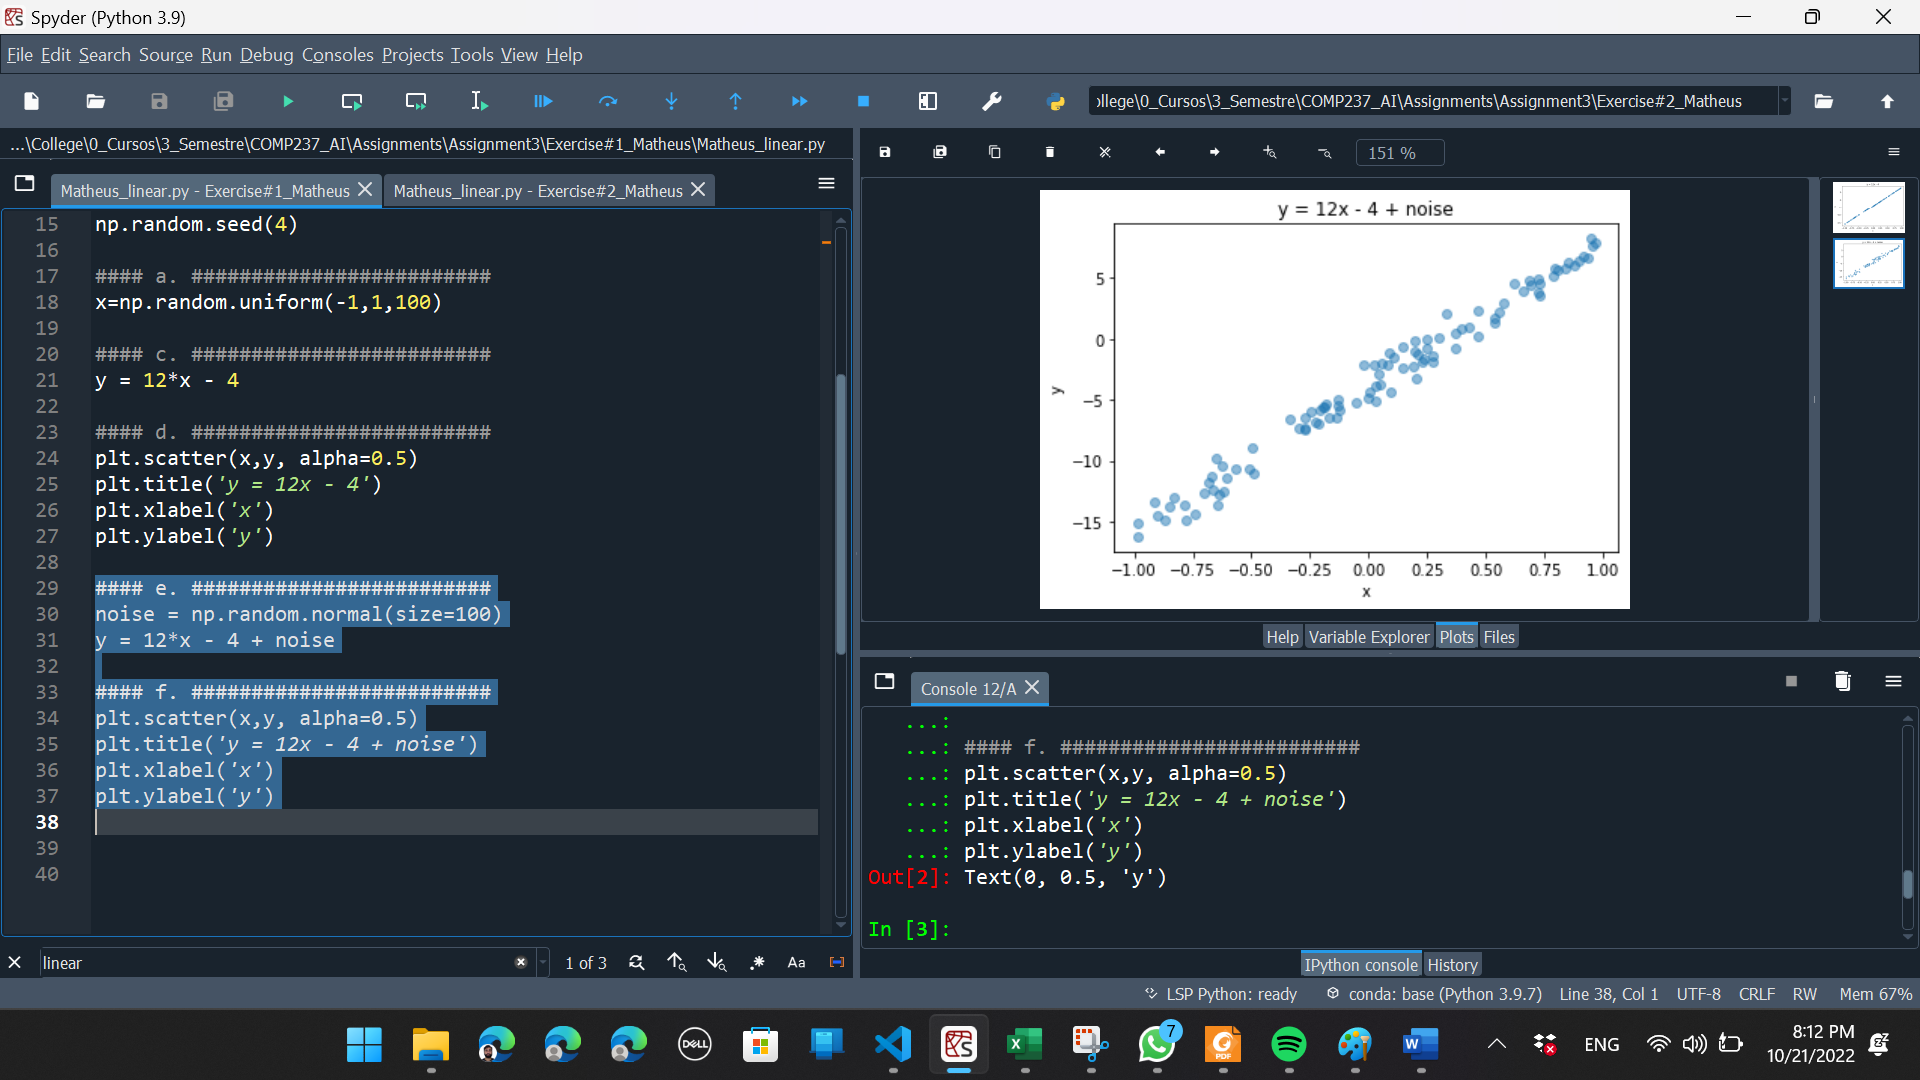 Spyder (Python 3.9)
File Edit Search Source Run Debug Consoles Projects Tools View Help
ollege\0_Cursos\3_Semestre\COMP237_AI\Assignments\Assignment3\Exercise#2_Matheus
...\College\0_Cursos\3_Semestre\COMP237_AI\Assignments\Assignment3\Exercise#1_Matheus\Matheus_linear.py
Matheus_linear.py - Exercise#1_Matheus
Matheus_linear.py - Exercise#2_Matheus
15 np.random.seed(4)
16
17 #### a. #########################
18 x=np.random.uniform(-1,1,100)
19
20 #### c. #########################
21 y = 12*x - 4
22
23 #### d. #########################
24 plt.scatter(x,y, alpha=0.5)
25 plt.title('y = 12x - 4')
26 plt.xlabel('x')
27 plt.ylabel('y')
28
29 #### e. #########################
30 noise = np.random.normal(size=100)
31 y = 12*x - 4 + noise
32
33 #### f. #########################
34 plt.scatter(x,y, alpha=0.5)
35 plt.title('y = 12x - 4 + noise')
36 plt.xlabel('x')
37 plt.ylabel('y')
38
39
40
linear
1 of 3
Aa
151 %
y = 12x - 4 + noise
5
0
−5
−10
−15
y
−1.00 −0.75 −0.50 −0.25 0.00 0.25 0.50 0.75 1.00
x
Help Variable Explorer Plots Files
Console 12/A
...:
...: #### f. #########################
...: plt.scatter(x,y, alpha=0.5)
...: plt.title('y = 12x - 4 + noise')
...: plt.xlabel('x')
...: plt.ylabel('y')
Out[2]: Text(0, 0.5, 'y')
In [3]:
IPython console History
LSP Python: ready conda: base (Python 3.9.7) Line 38, Col 1 UTF-8 CRLF RW Mem 67%
DELL
X
7
PDF
W
ENG
8:12 PM
10/21/2022